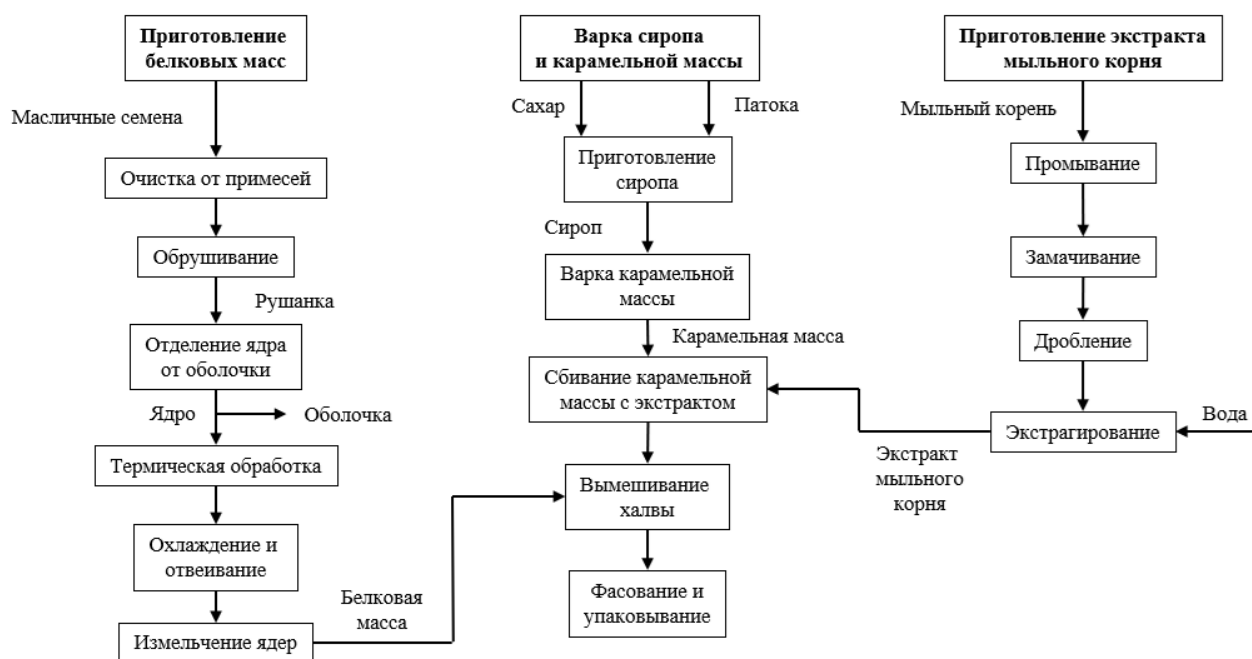 Приготовление
белковых масс
Масличные семена
Очистка от примесей
Обрушивание
Рушанка
Отделение ядра
от оболочки
Ядро
Оболочка
Термическая обработка
Охлаждение и
отвеивание
Измельчение ядер
Белковая
масса
Варка сиропа
и карамельной массы
Сахар
Патока
Приготовление
сиропа
Сироп
Варка карамельной
массы
Карамельная масса
Сбивание карамельной
массы с экстрактом
Вымешивание
халвы
Фасование и
упаковывание
Приготовление экстракта
мыльного корня
Мыльный корень
Промывание
Замачивание
Дробление
Вода
Экстрагирование
Экстракт
мыльного
корня